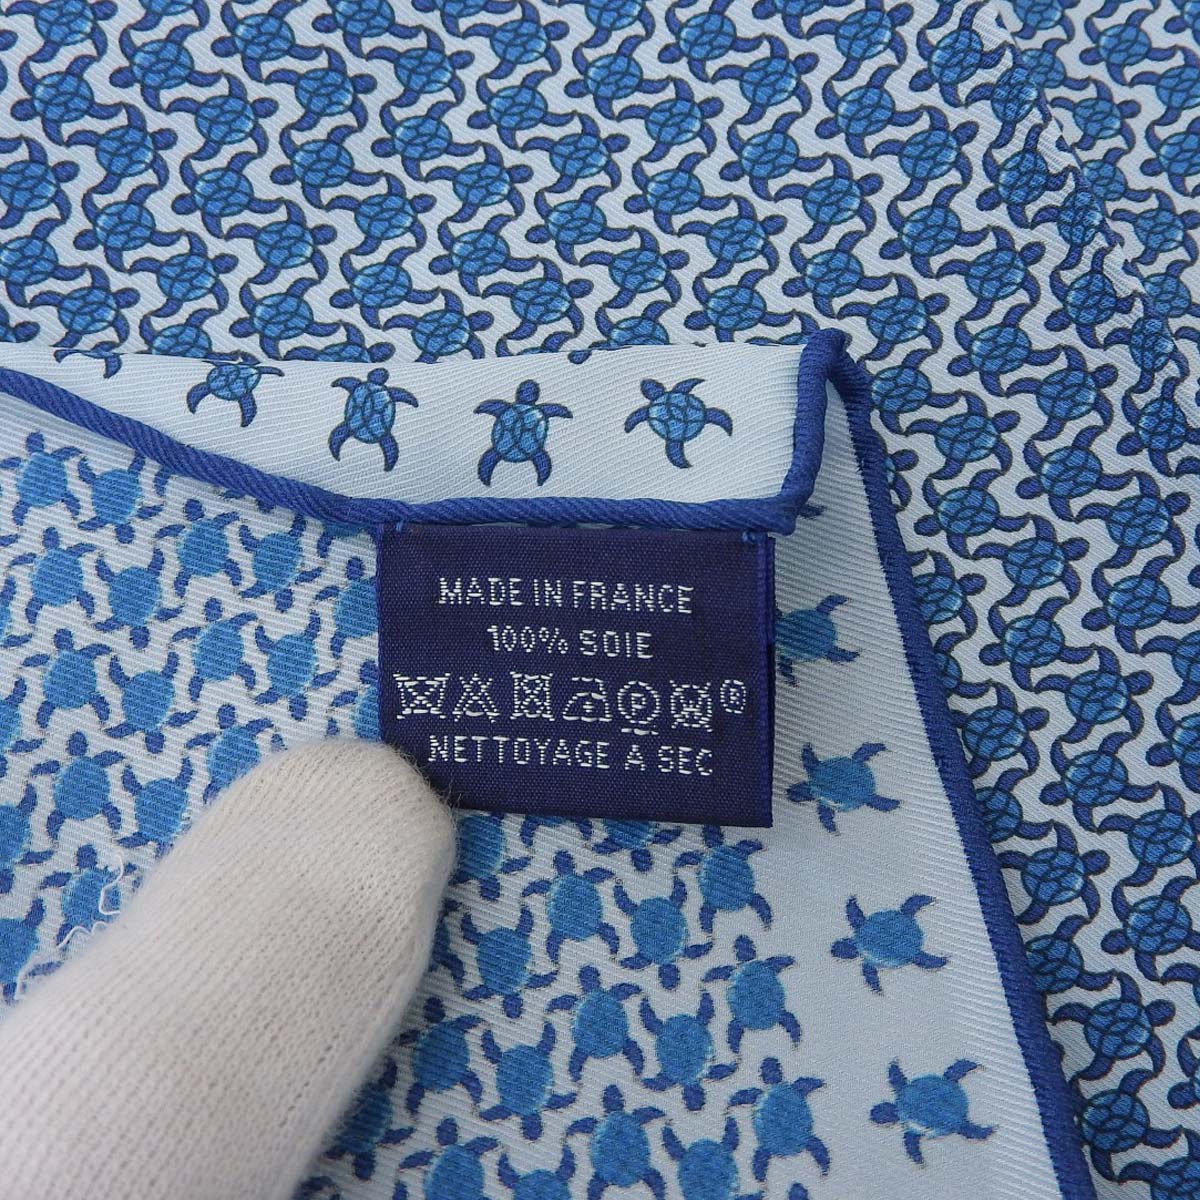 MADE IN FRANCE
100% SOIE
P ®
NETTOYAGE A SEC